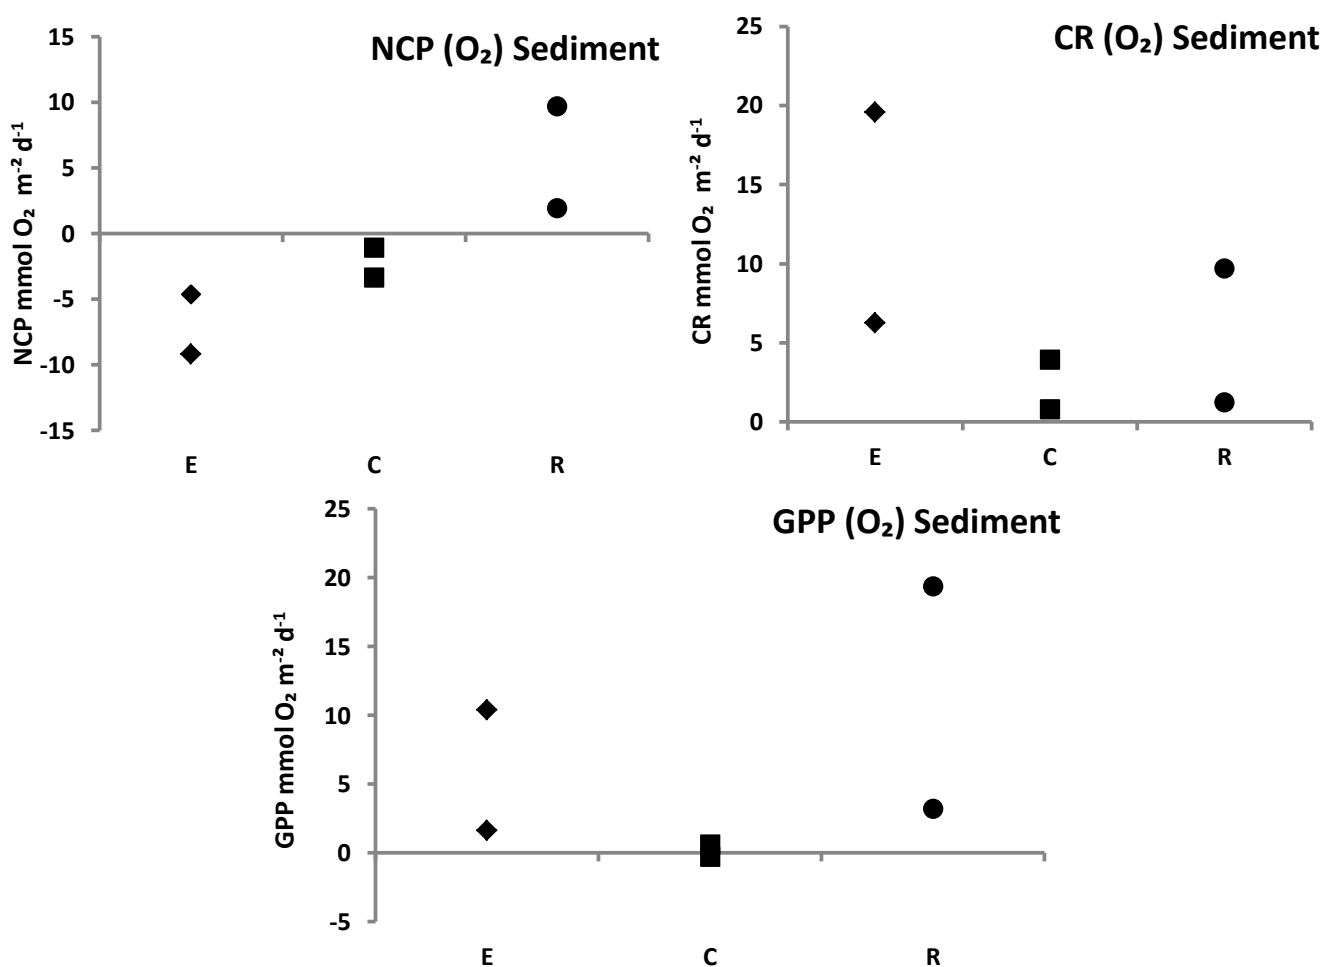 NCP (O₂) Sediment
NCP mmol O₂ m⁻² d⁻¹
15
10
5
0
-5
-10
-15
E C R
CR (O₂) Sediment
CR mmol O₂ m⁻² d⁻¹
25
20
15
10
5
0
E C R
GPP (O₂) Sediment
GPP mmol O₂ m⁻² d⁻¹
25
20
15
10
5
0
-5
E C R